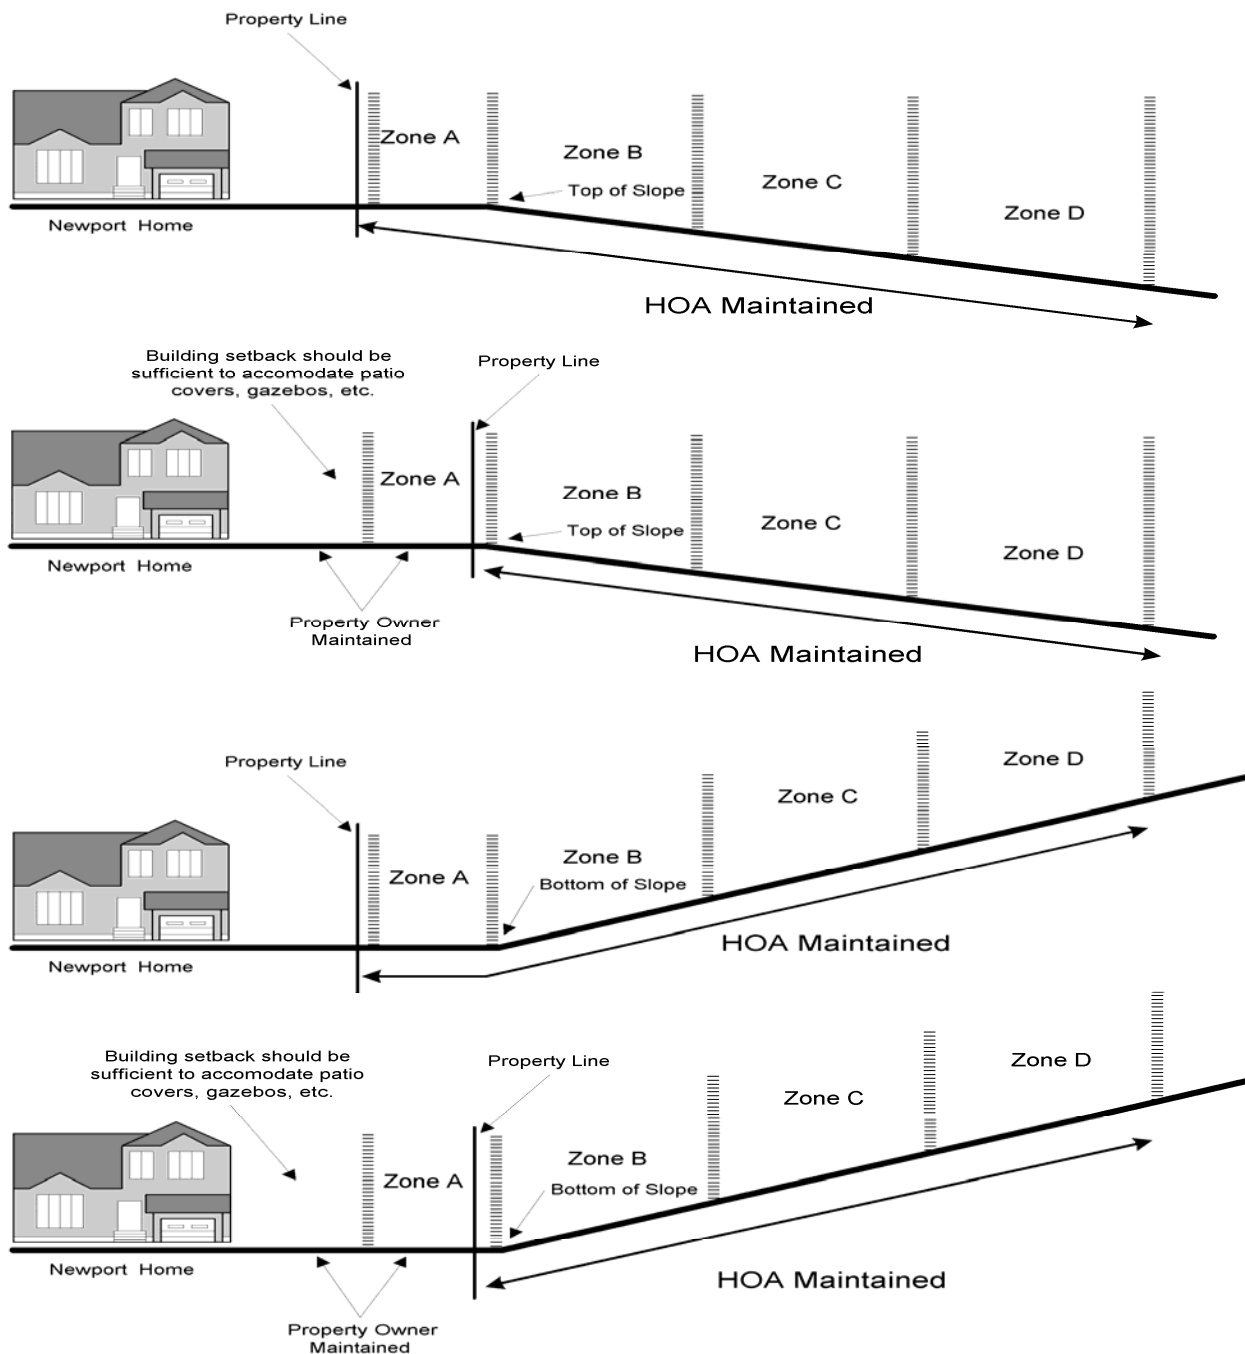 Property Line
Zone A
Zone B
Top of Slope
Zone C
Zone D
Newport Home
HOA Maintained
Building setback should be
sufficient to accomodate patio
covers, gazebos, etc.
Property Line
Zone A
Zone B
Top of Slope
Zone C
Zone D
Newport Home
Property Owner
Maintained
HOA Maintained
Property Line
Zone D
Zone C
Zone B
Zone A
Bottom of Slope
HOA Maintained
Newport Home
Building setback should be
sufficient to accomodate patio
covers, gazebos, etc.
Property Line
Zone D
Zone C
Zone B
Zone A
Bottom of Slope
Newport Home
HOA Maintained
Property Owner
Maintained